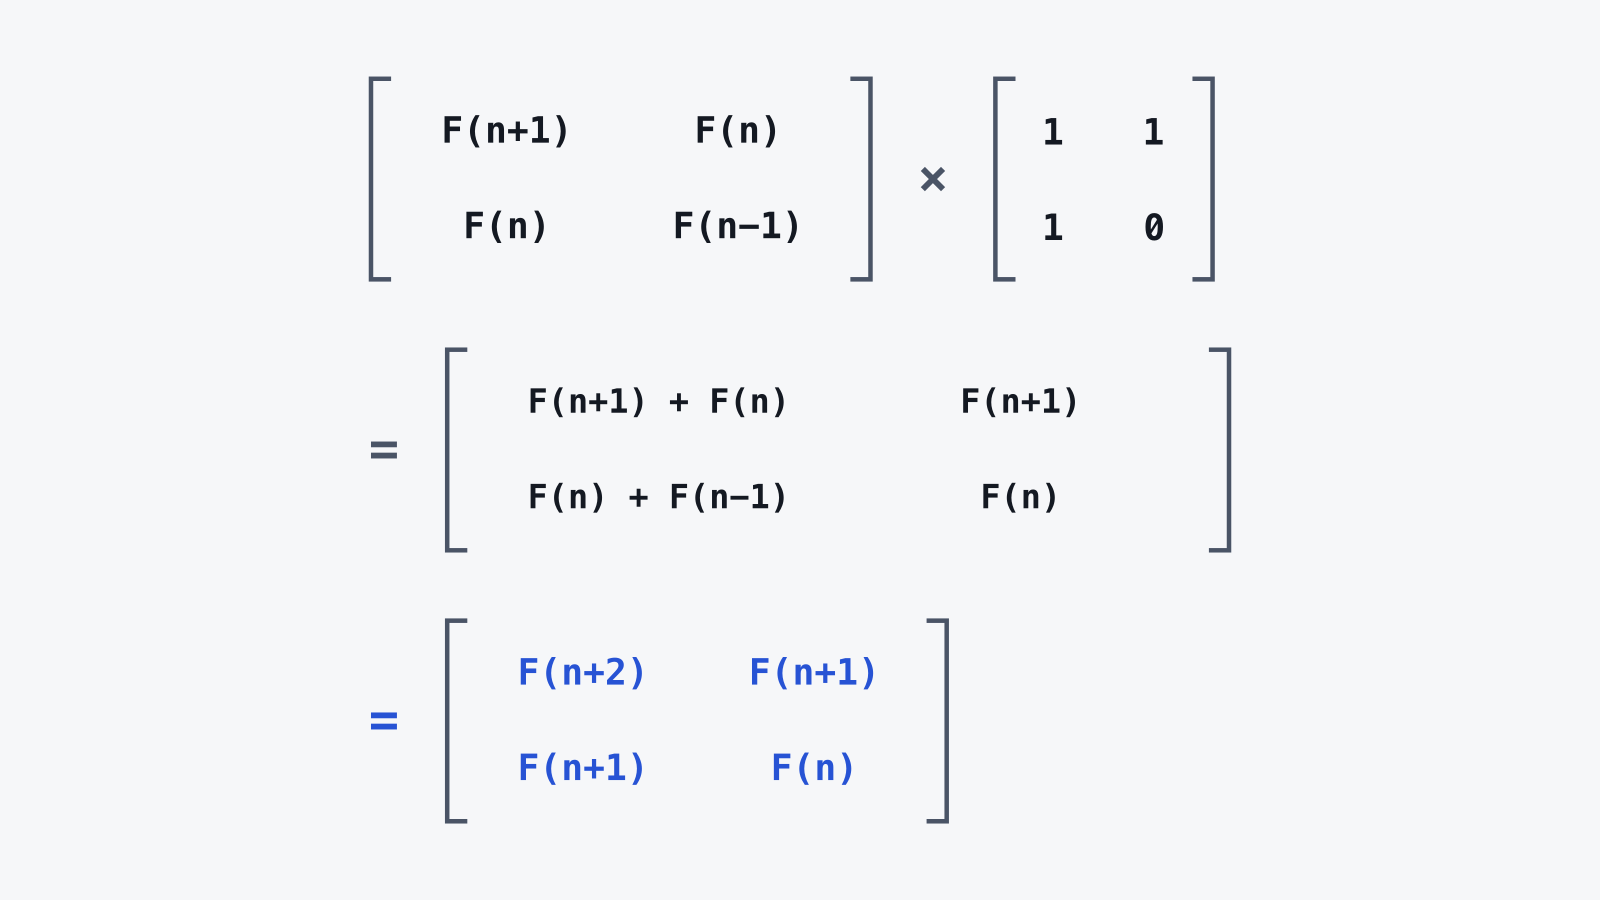 F(n+1) F(n)
× 1 1
F(n) F(n−1)
1 0
= F(n+1) + F(n) F(n+1)
F(n) + F(n−1) F(n)
= F(n+2) F(n+1)
F(n+1) F(n)